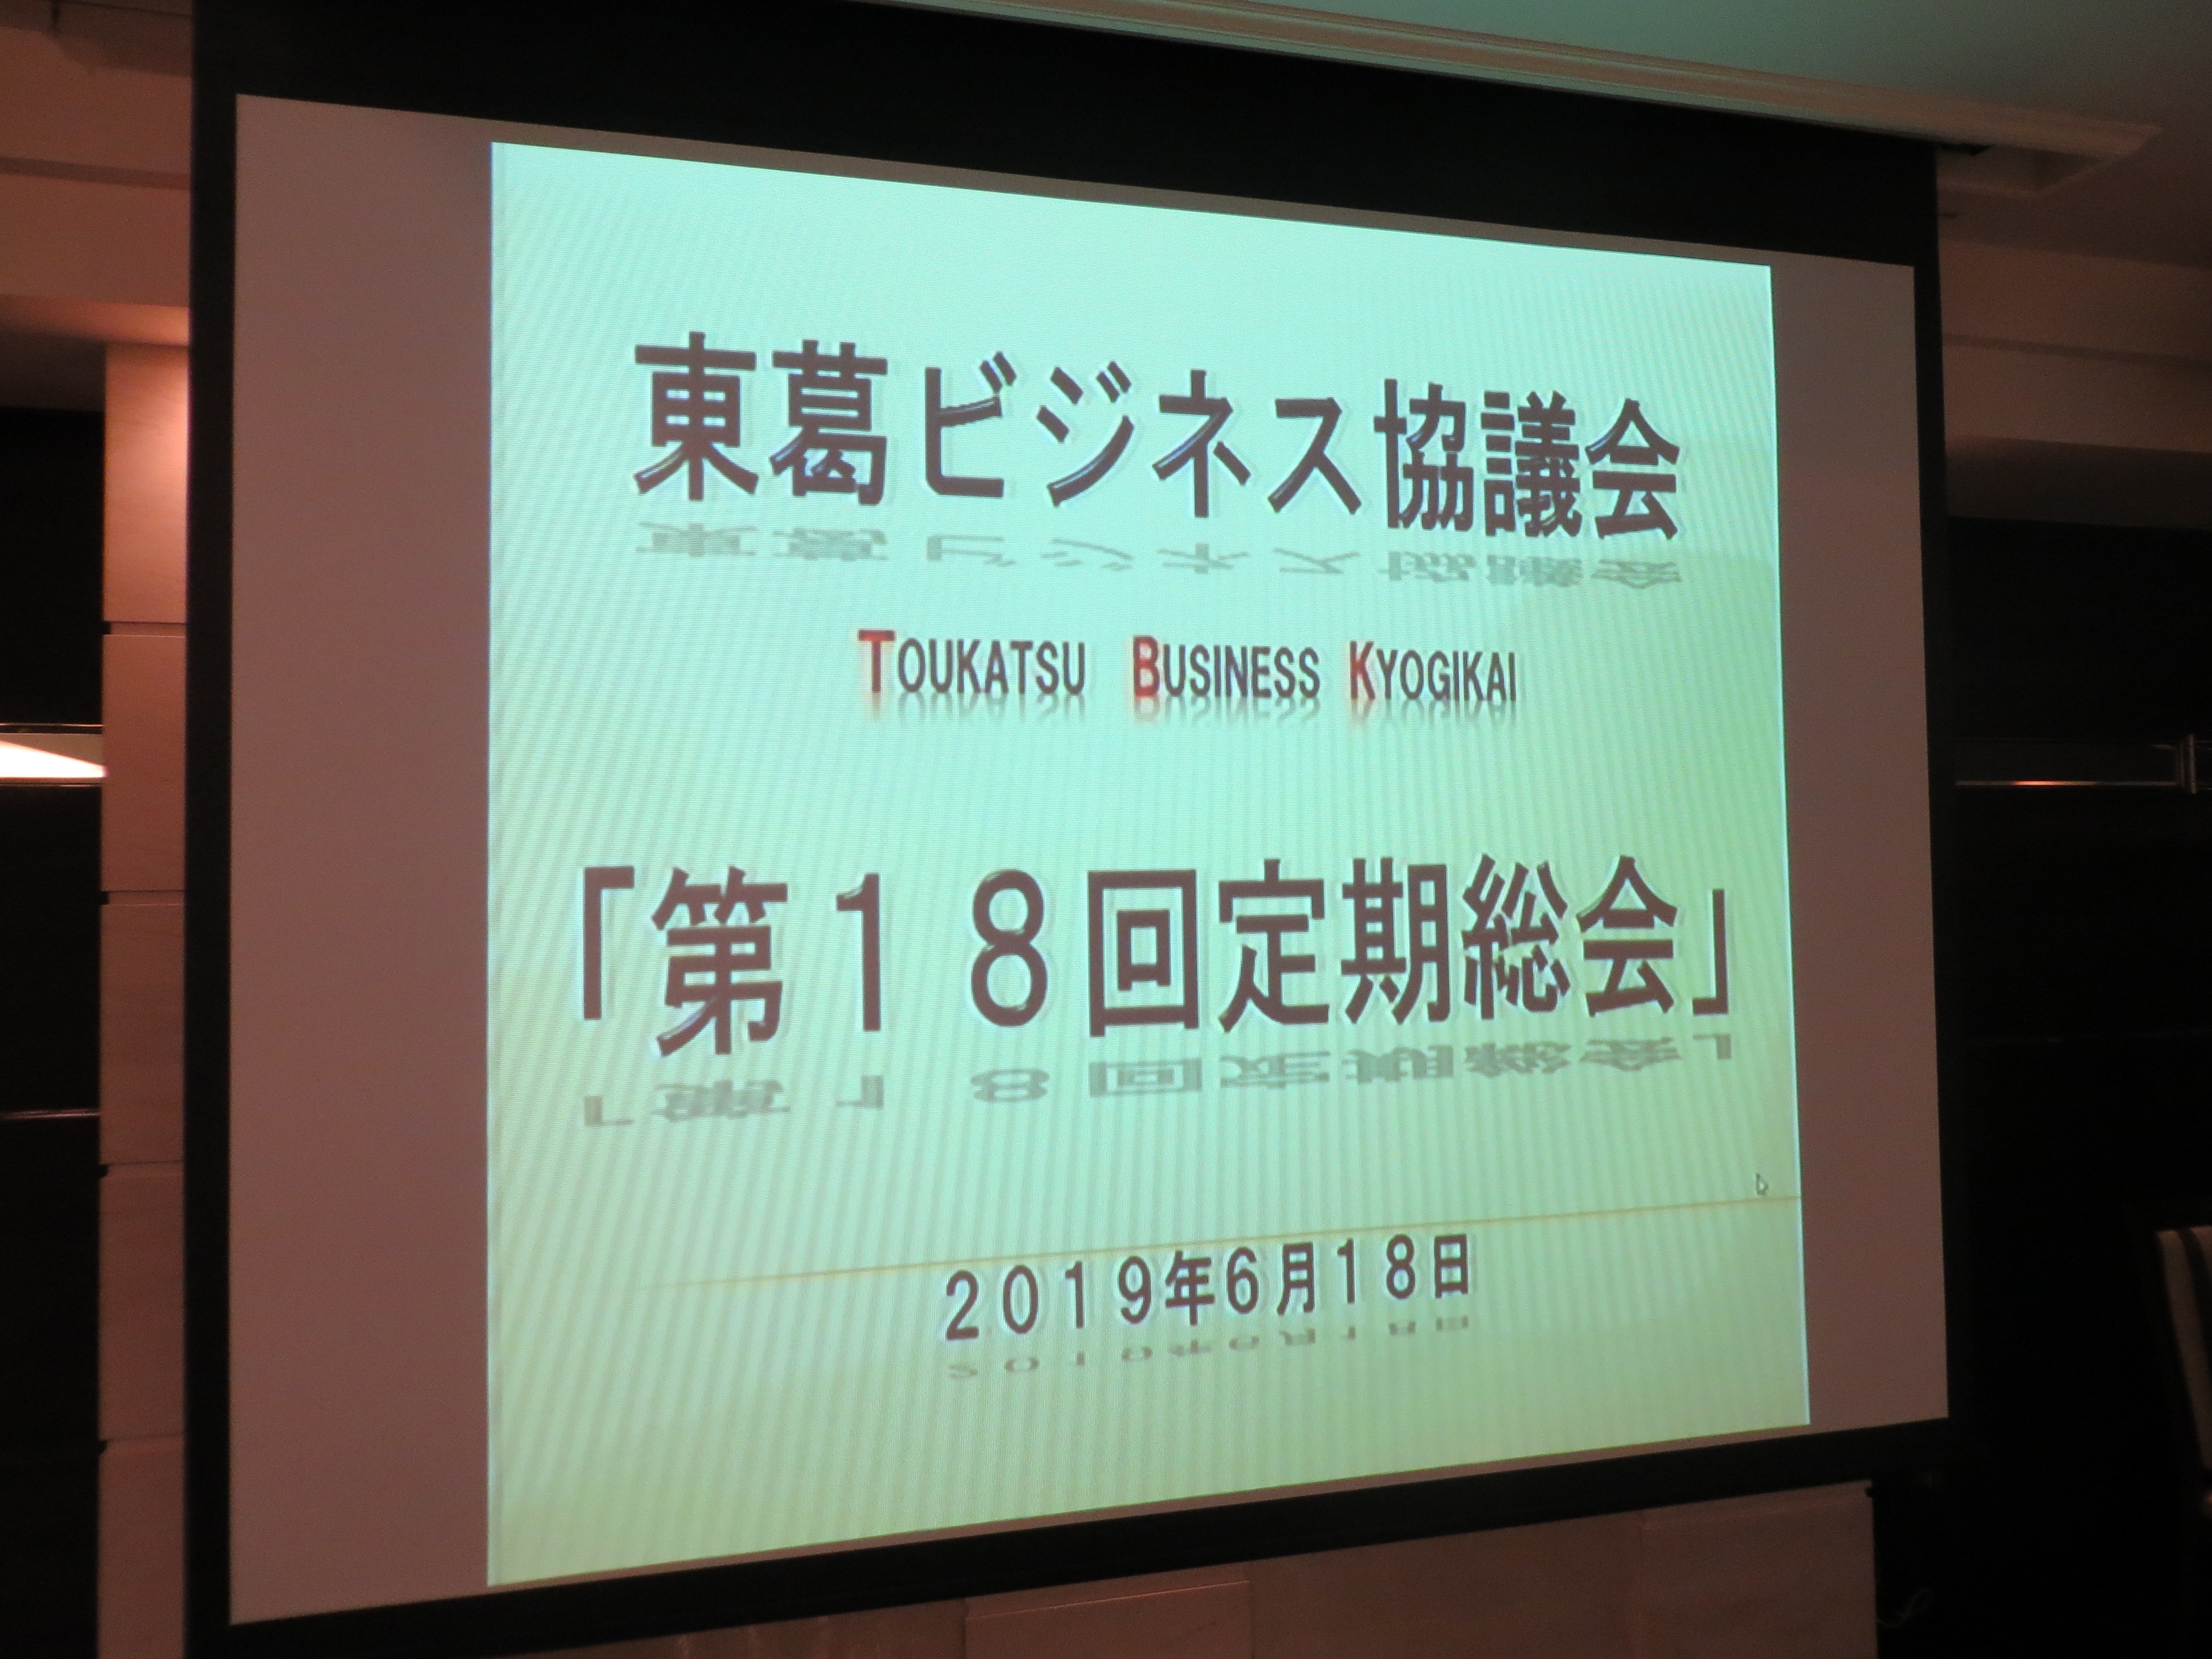 東葛ビジネス協議会
TOUKATSU BUSINESS KYOGIKAI
「第１８回定期総会」
２０１９年６月１８日